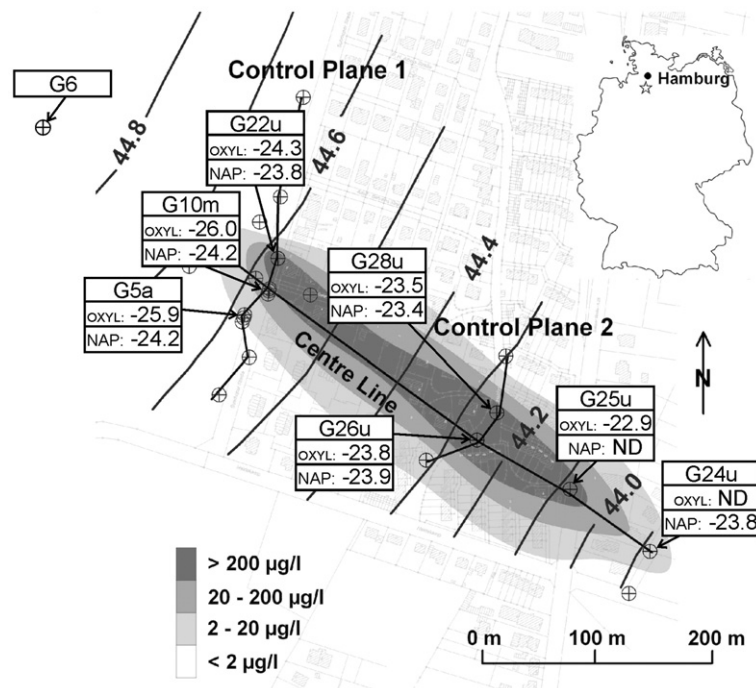 G6
Control Plane 1
Hamburg
44.8
44.6
G22u
OXYL: -24.3
NAP: -23.8
G10m
OXYL: -26.0
NAP: -24.2
G5a
OXYL: -25.9
NAP: -24.2
44.4
G28u
OXYL: -23.5
NAP: -23.4
Control Plane 2
N
Centre Line
44.2
G25u
OXYL: -22.9
NAP: ND
G26u
OXYL: -23.8
NAP: -23.9
44.0
G24u
OXYL: ND
NAP: -23.8
> 200 µg/l
20 - 200 µg/l
2 - 20 µg/l
< 2 µg/l
0 m 100 m 200 m